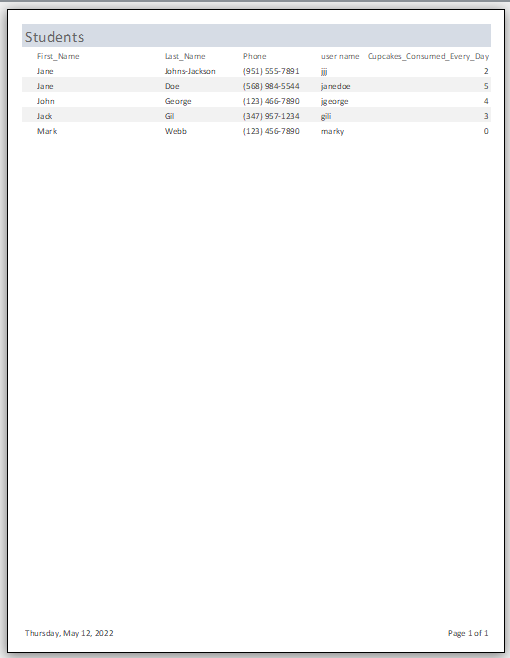 Students
First_Name Last_Name Phone user name Cupcakes_Consumed_Every_Day
Jane Johns-Jackson (951) 555-7891 jjj 2
Jane Doe (568) 984-5544 janedoe 5
John George (123) 466-7890 jgeorge 4
Jack Gil (347) 957-1234 gili 3
Mark Webb (123) 456-7890 marky 0
Thursday, May 12, 2022 Page 1 of 1